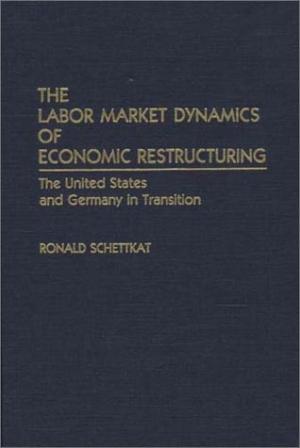 THE
LABOR MARKET DYNAMICS
OF
ECONOMIC RESTRUCTURING
The United States
and Germany in Transition
RONALD SCHETTKAT